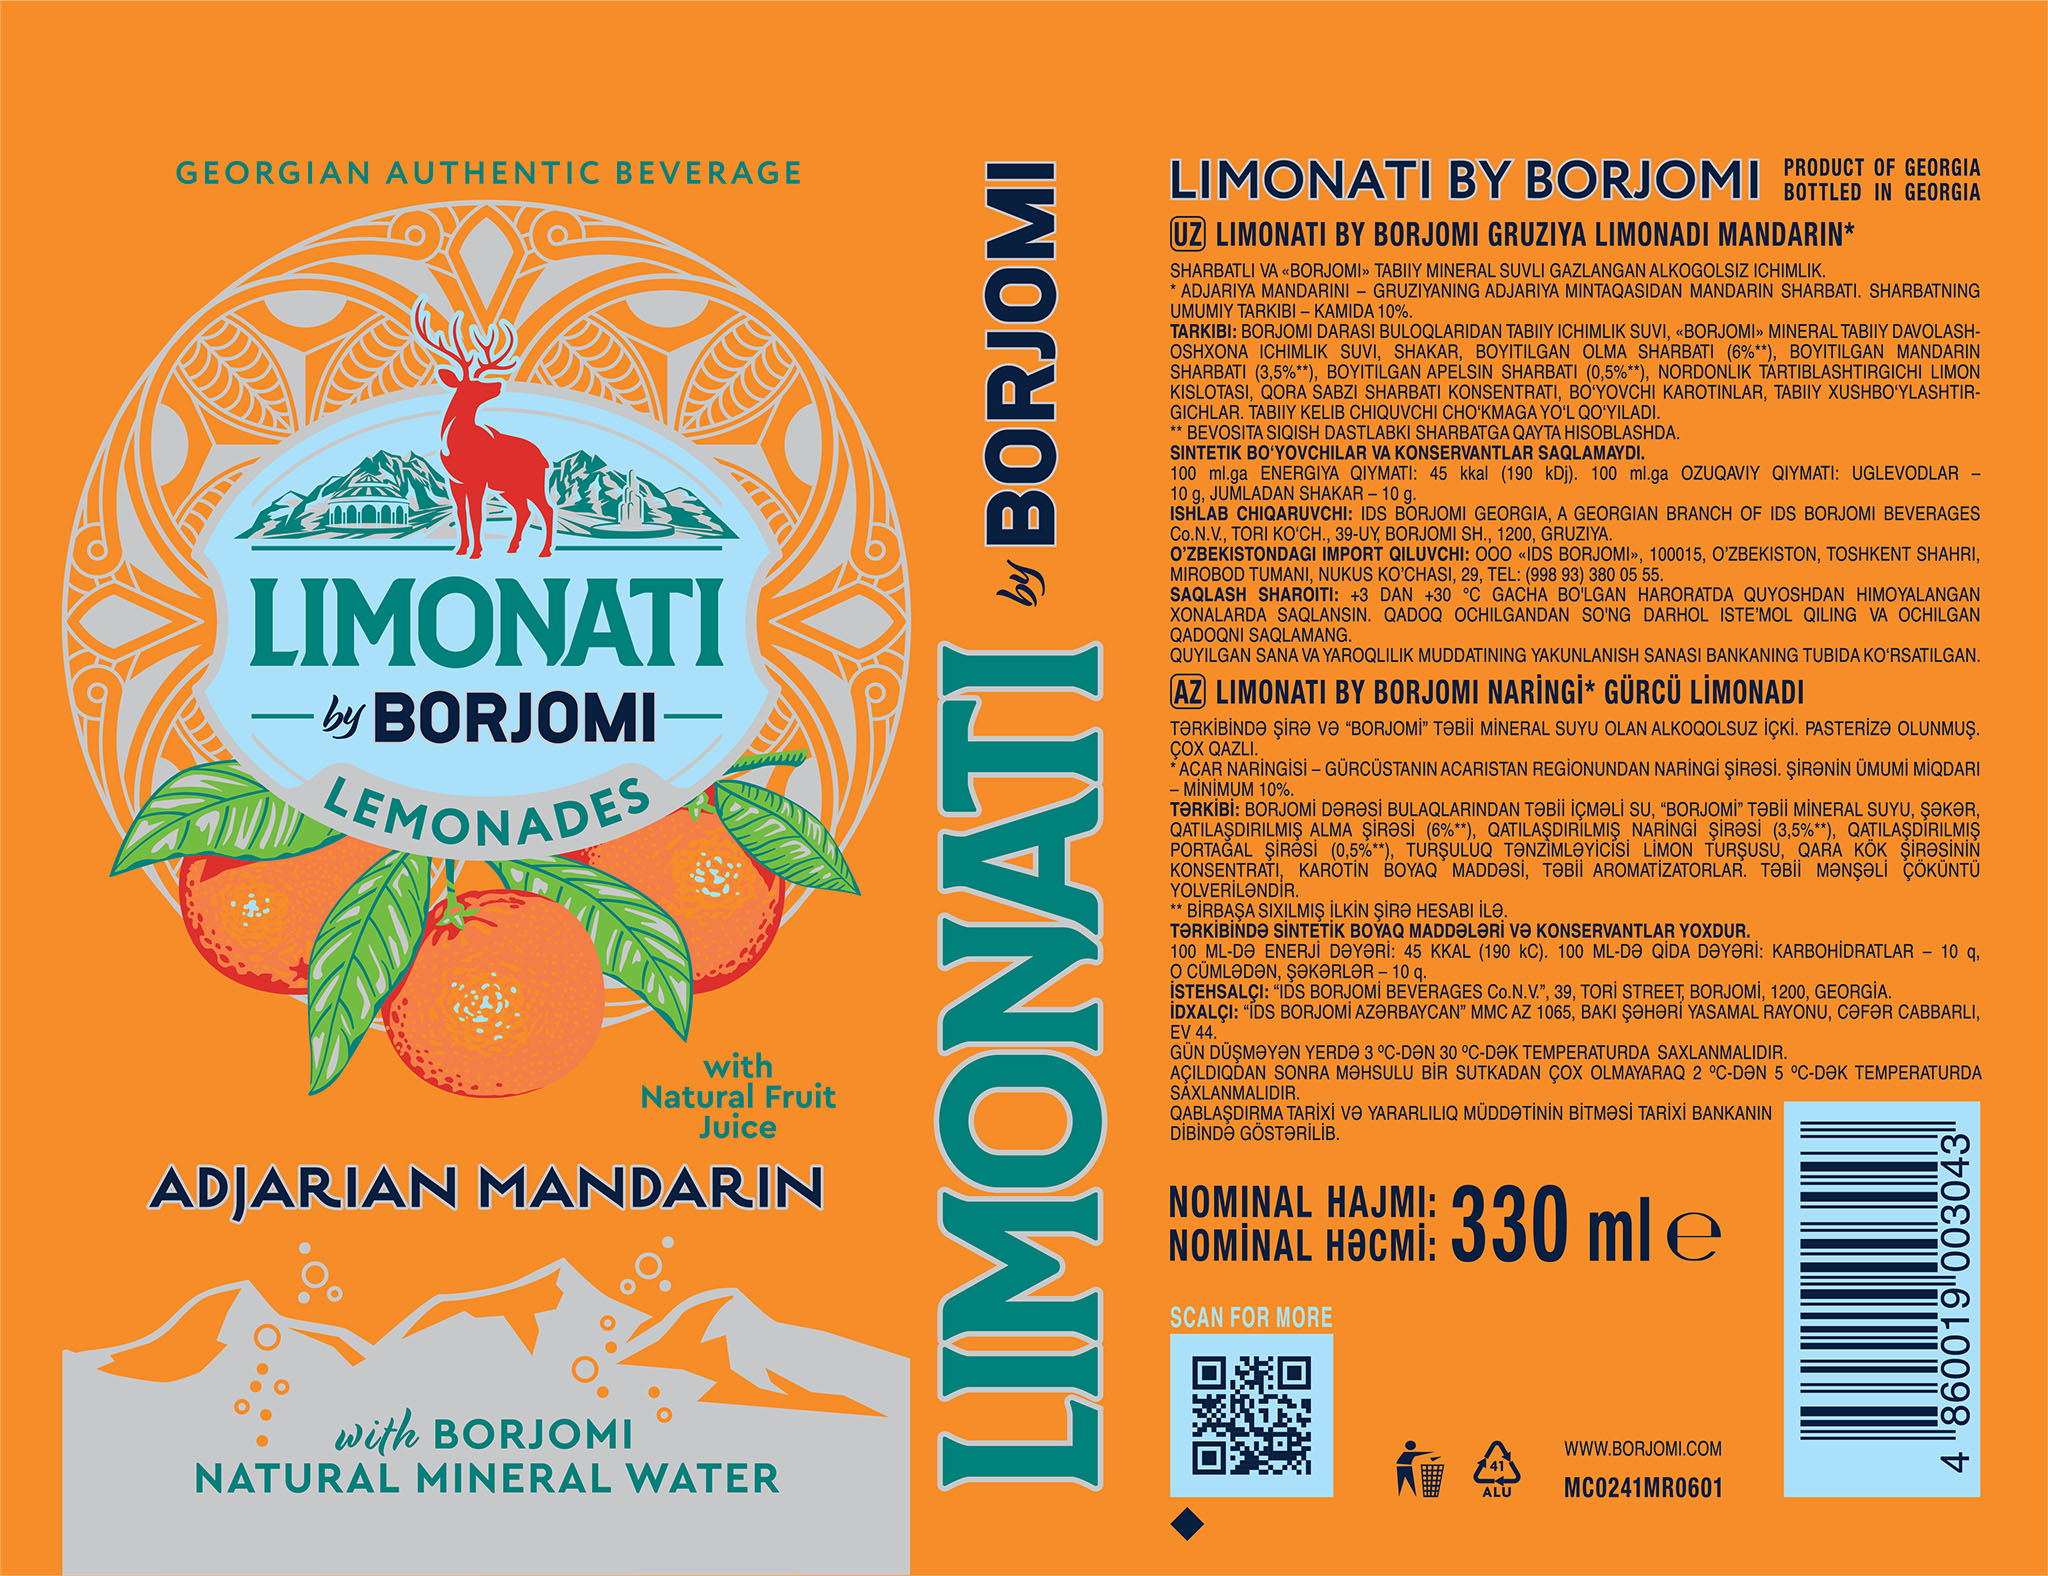 GEORGIAN AUTHENTIC BEVERAGE
LIMONATI
by BORJOMI
LEMONADES
with
Natural Fruit
Juice
ADJARIAN MANDARIN
with BORJOMI
NATURAL MINERAL WATER
LIMONATI by BORJOMI
LIMONATI BY BORJOMI
PRODUCT OF GEORGIA
BOTTLED IN GEORGIA
UZ LIMONATI BY BORJOMI GRUZIYA LIMONADI MANDARIN*
SHARBATLI VA «BORJOMI» TABIIY MINERAL SUVLI GAZLANGAN ALKOGOLSIZ ICHIMLIK.
* ADJARIYA MANDARINI – GRUZIYANING ADJARIYA MINTAQASIDAN MANDARIN SHARBATI. SHARBATNING
UMUMIY TARKIBI – KAMIDA 10%.
TARKIBI: BORJOMI DARASI BULOQLARIDAN TABIIY ICHIMLIK SUVI, «BORJOMI» MINERAL TABIIY DAVOLASH-
OSHXONA ICHIMLIK SUVI, SHAKAR, BOYITILGAN OLMA SHARBATI (6%**), BOYITILGAN MANDARIN
SHARBATI (3,5%**), BOYITILGAN APELSIN SHARBATI (0,5%**), NORDONLIK TARTIBLASHTIRGICHI LIMON
KISLOTASI, QORA SABZI SHARBATI KONSENTRATI, BO‘YOVCHI KAROTINLAR, TABIIY XUSHBO‘YLASHTIR-
GICHLAR. TABIIY KELIB CHIQUVCHI CHO‘KMAGA YO‘L QO‘YILADI.
** BEVOSITA SIQISH DASTLABKI SHARBATGA QAYTA HISOBLASHDA.
SINTETIK BO‘YOVCHILAR VA KONSERVANTLAR SAQLAMAYDI.
100 ml.ga ENERGIYA QIYMATI: 45 kkal (190 kDj). 100 ml.ga OZUQAVIY QIYMATI: UGLEVODLAR –
10 g, JUMLADAN SHAKAR – 10 g.
ISHLAB CHIQARUVCHI: IDS BORJOMI GEORGIA, A GEORGIAN BRANCH OF IDS BORJOMI BEVERAGES
Co.N.V., TORI KO‘CH., 39-UY, BORJOMI SH., 1200, GRUZIYA.
O’ZBEKISTONDAGI IMPORT QILUVCHI: OOO «IDS BORJOMI», 100015, O’ZBEKISTON, TOSHKENT SHAHRI,
MIROBOD TUMANI, NUKUS KO’CHASI, 29, TEL: (998 93) 380 05 55.
SAQLASH SHAROITI: +3 DAN +30 °C GACHA BO'LGAN HARORATDA QUYOSHDAN HIMOYALANGAN
XONALARDA SAQLANSIN. QADOQ OCHILGANDAN SO'NG DARHOL ISTE’MOL QILING VA OCHILGAN
QADOQNI SAQLAMANG.
QUYILGAN SANA VA YAROQLILIK MUDDATINING YAKUNLANISH SANASI BANKANING TUBIDA KO‘RSATILGAN.
AZ LIMONATI BY BORJOMI NARİNGİ* GÜRCÜ LİMONADI
TƏRKİBİNDƏ ŞİRƏ VƏ “BORJOMİ” TƏBİİ MİNERAL SUYU OLAN ALKOQOLSUZ İÇKİ. PASTERİZƏ OLUNMUŞ.
ÇOX QAZLI.
* ACAR NARİNGİSİ – GÜRCÜSTANIN ACARISTAN REGİONUNDAN NARİNGİ ŞİRƏSİ. ŞİRƏNİN ÜMUMİ MİQDARI
– MİNİMUM 10%.
TƏRKİBİ: BORJOMİ DƏRƏSİ BULAQLARINDAN TƏBİİ İÇMƏLİ SU, “BORJOMİ” TƏBİİ MİNERAL SUYU, ŞƏKƏR,
QATILAŞDIRILMIŞ ALMA ŞİRƏSİ (6%**), QATILAŞDIRILMIŞ NARİNGİ ŞİRƏSİ (3,5%**), QATILAŞDIRILMIŞ
PORTAĞAL ŞİRƏSİ (0,5%**), TURŞULUQ TƏNZİMLƏYİCİSİ LİMON TURŞUSU, QARA KÖK ŞİRƏSİNİN
KONSENTRATI, KAROTİN BOYAQ MADDƏSİ, TƏBİİ AROMATİZATORLAR. TƏBİİ MƏNŞƏLİ ÇÖKÜNTÜ
YOLVERİLƏNDİR.
** BİRBAŞA SIXILMIŞ İLKİN ŞİRƏ HESABI İLƏ.
TƏRKİBİNDƏ SİNTETİK BOYAQ MADDƏLƏRİ VƏ KONSERVANTLAR YOXDUR.
100 ML-DƏ ENERJİ DƏYƏRİ: 45 KKAL (190 kC). 100 ML-DƏ QİDA DƏYƏRİ: KARBOHİDRATLAR – 10 q,
O CÜMLƏDƏN, ŞƏKƏRLƏR – 10 q.
İSTEHSALÇI: “IDS BORJOMİ BEVERAGES Co.N.V.”, 39, TORİ STREET, BORJOMİ, 1200, GEORGİA.
İDXALÇI: “İDS BORJOMİ AZƏRBAYCAN” MMC AZ 1065, BAKI ŞƏHƏRİ YASAMAL RAYONU, CƏFƏR CABBARLI,
EV 44.
GÜN DÜŞMƏYƏN YERDƏ 3 ºC-DƏN 30 ºC-DƏK TEMPERATURDA SAXLANMALIDIR.
AÇILDIQDAN SONRA MƏHSULU BİR SUTKADAN ÇOX OLMAYARAQ 2 ºC-DƏN 5 ºC-DƏK TEMPERATURDA
SAXLANMALIDIR.
QABLAŞDIRMA TARİXİ VƏ YARARLILIQ MÜDDƏTİNİN BİTMƏSİ TARİXİ BANKANIN
DİBİNDƏ GÖSTƏRİLİB.
NOMINAL HAJMI:
NOMİNAL HƏCMİ:
330 ml ℮
SCAN FOR MORE
41
ALU
WWW.BORJOMI.COM
MC0241MR0601
4 860019 003043